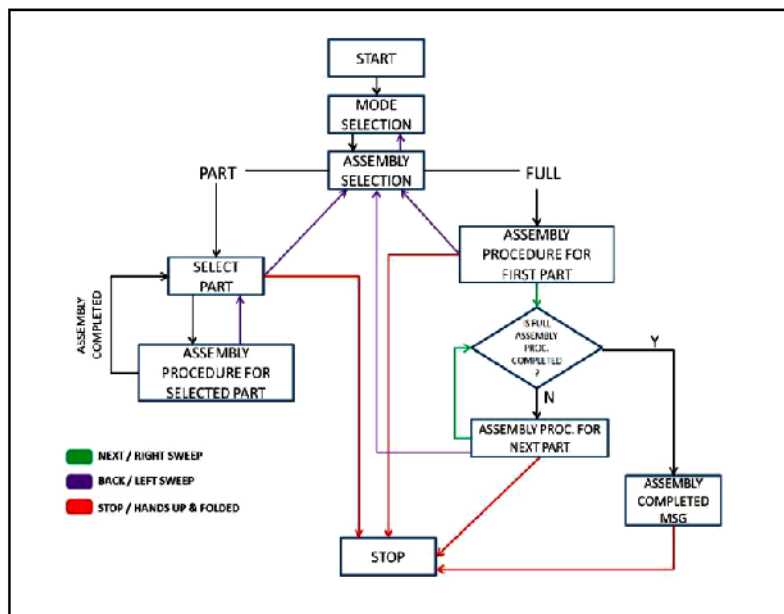 START
MODE
SELECTION
ASSEMBLY
SELECTION
PART
FULL
ASSEMBLY
PROCEDURE FOR
FIRST PART
SELECT
PART
ASSEMBLY
COMPLETED
IS FULL
ASSEMBLY
PROC.
COMPLETED
?
Y
ASSEMBLY
PROCEDURE FOR
SELECTED PART
N
ASSEMBLY PROC. FOR
NEXT PART
NEXT / RIGHT SWEEP
BACK / LEFT SWEEP
STOP / HANDS UP & FOLDED
ASSEMBLY
COMPLETED
MSG
STOP